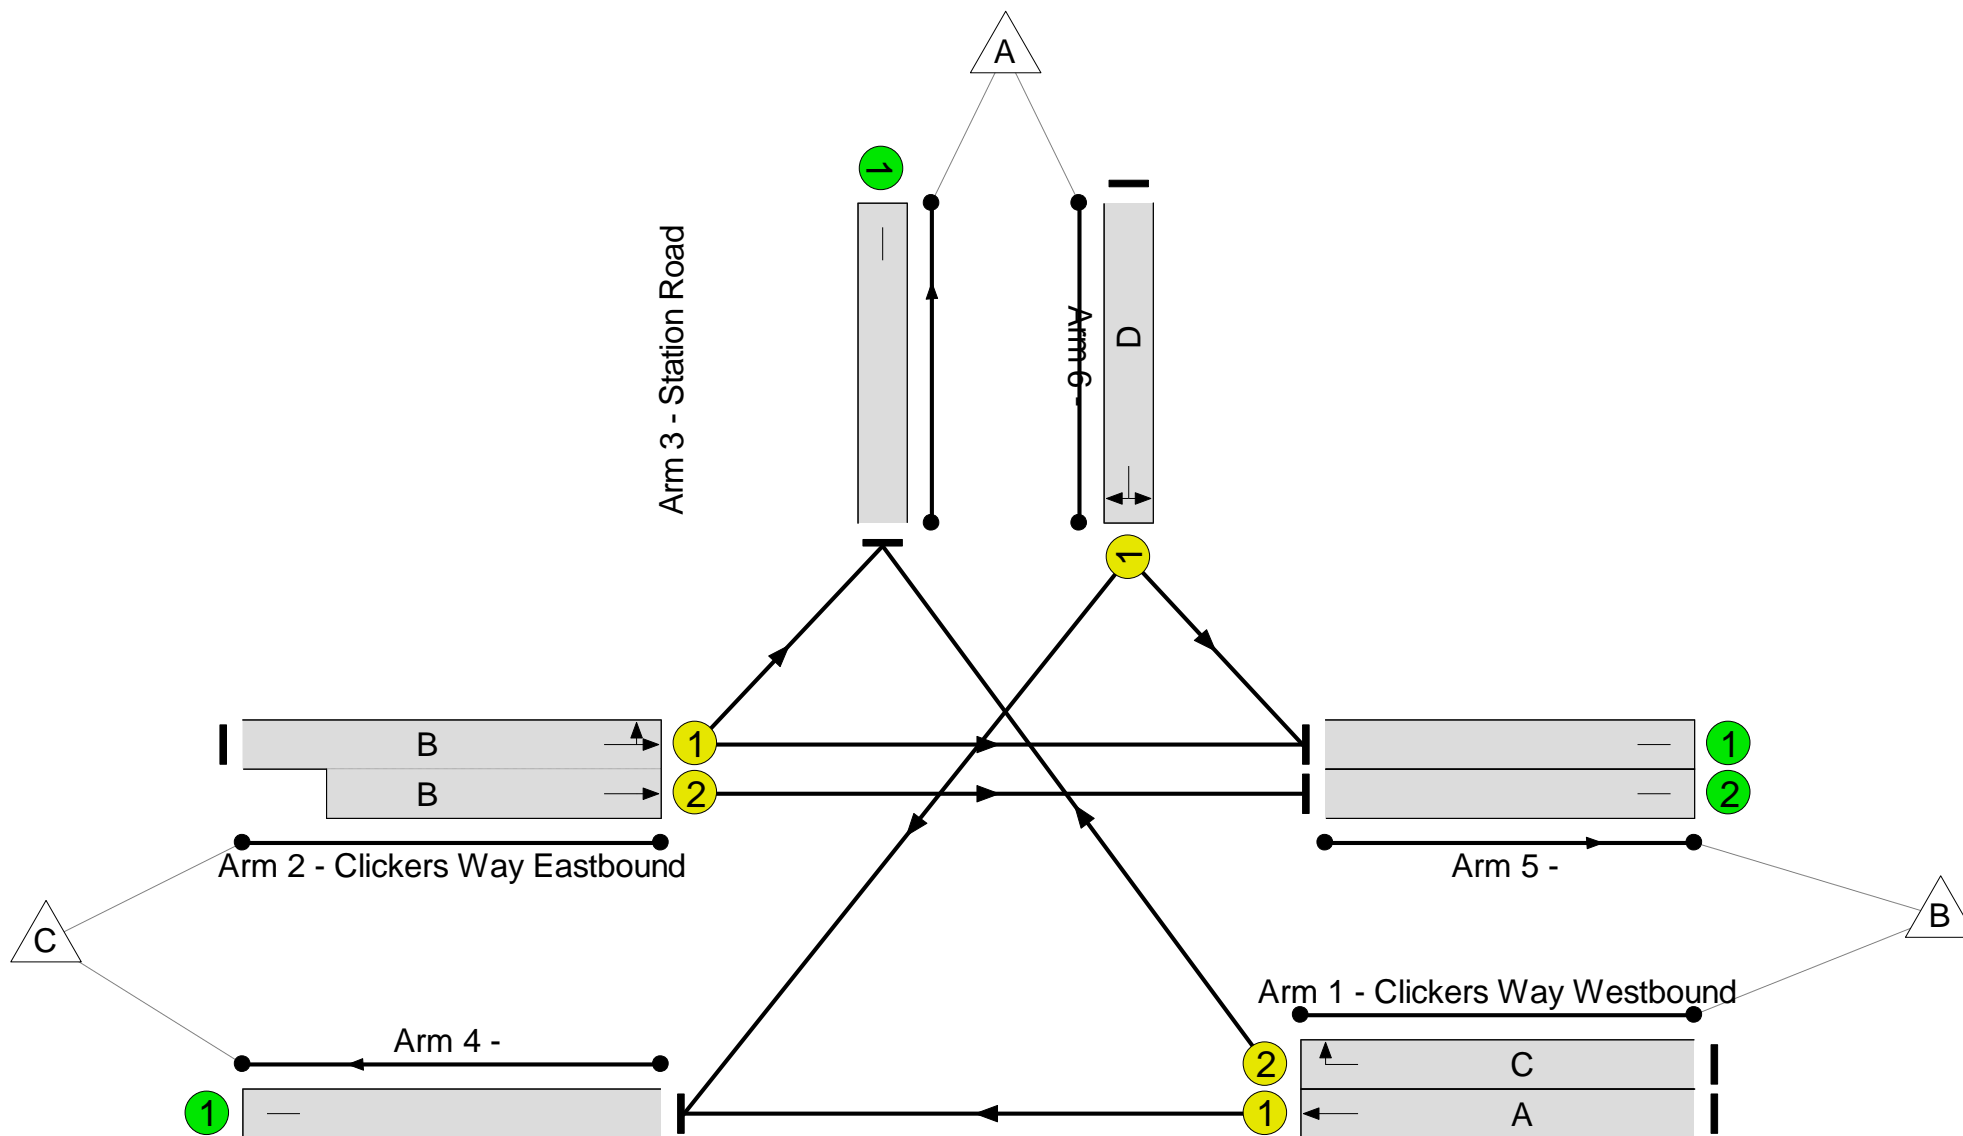 A
1
Arm 3 - Station Road
Arm 6 -
D
1
B
1
1
B
2
2
Arm 2 - Clickers Way Eastbound
Arm 5 -
C
B
Arm 1 - Clickers Way Westbound
Arm 4 -
2
C
1
1
A